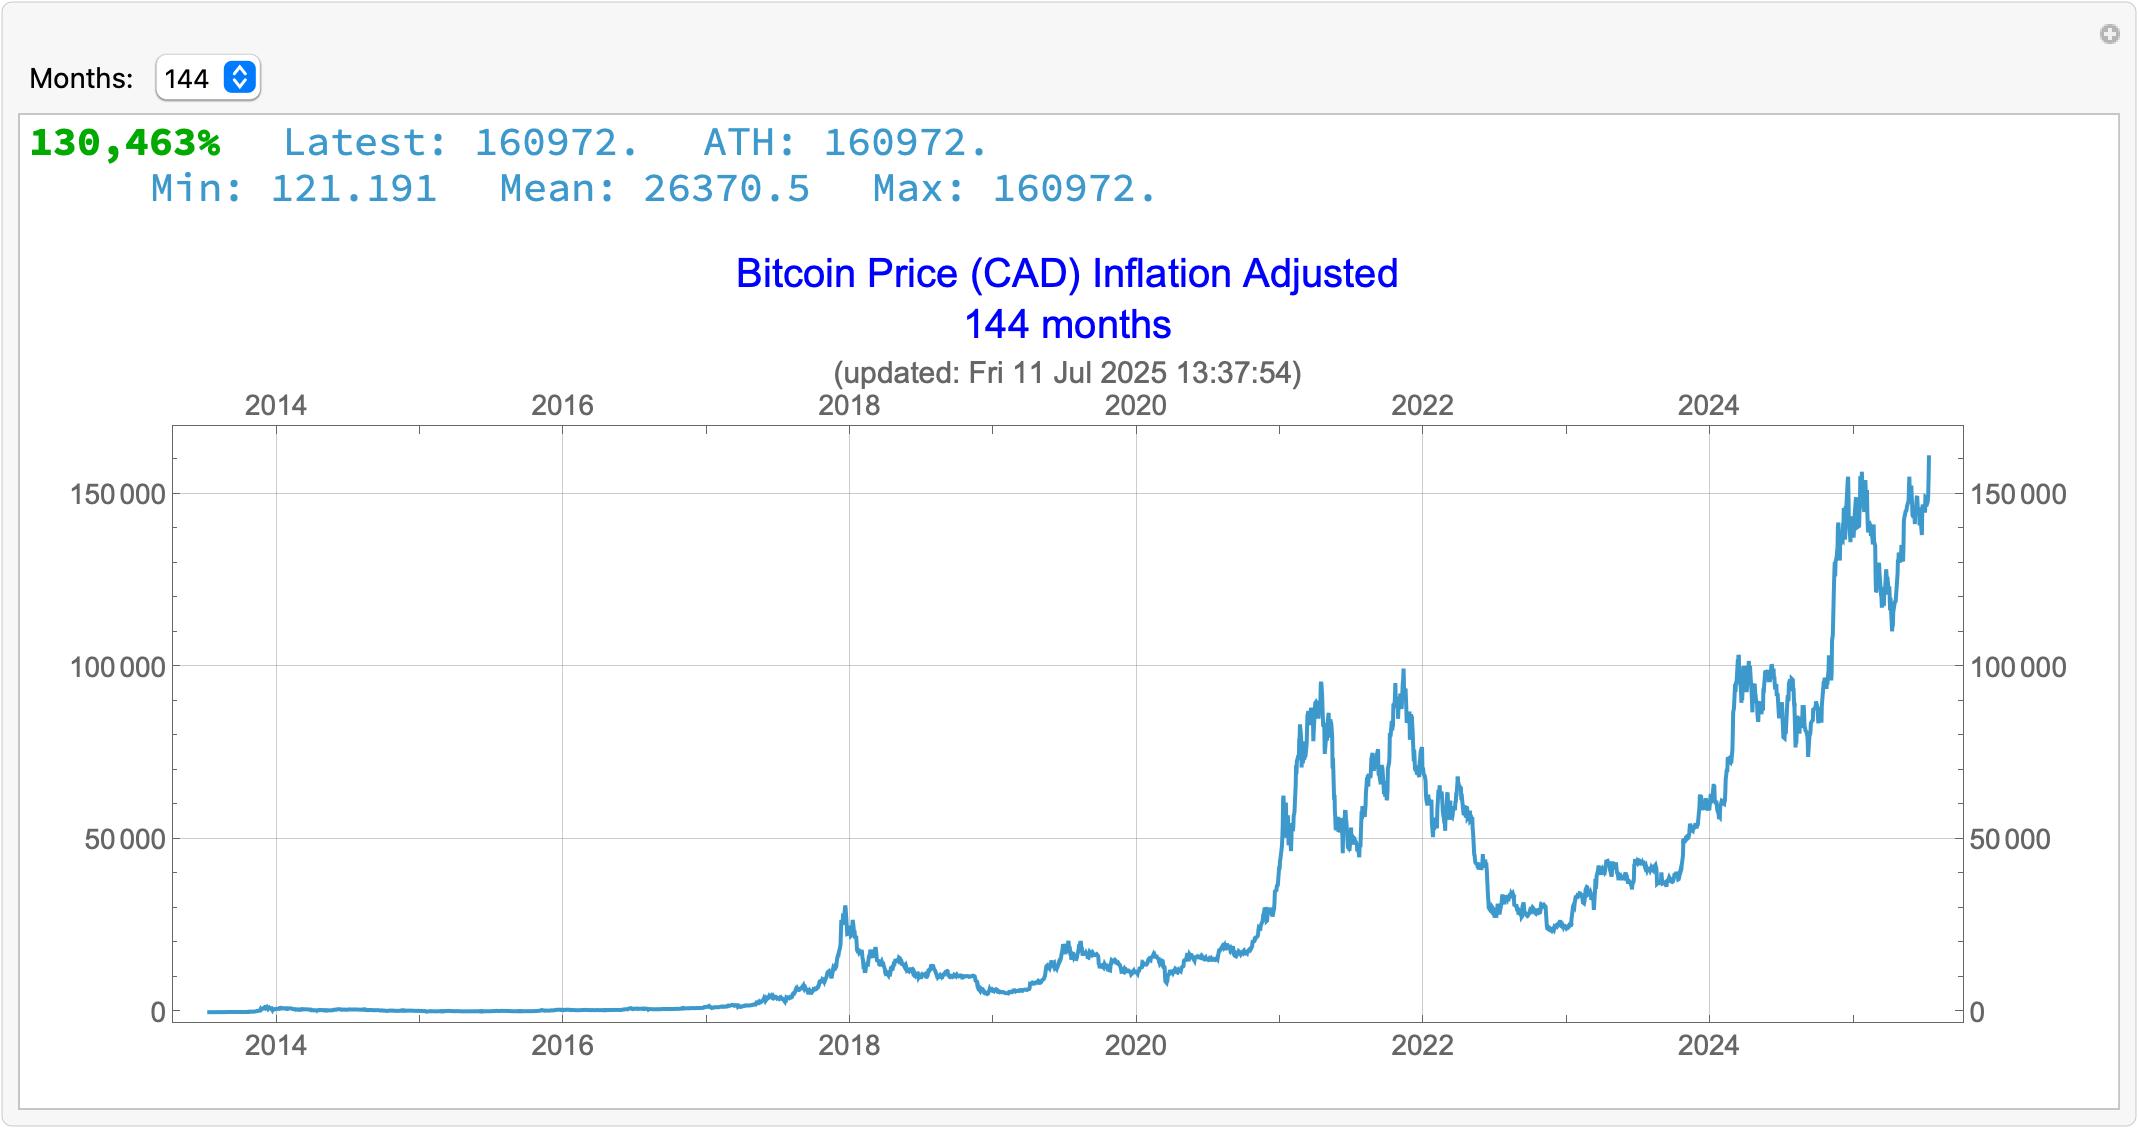 Months: 144
130,463% Latest: 160972. ATH: 160972.
Min: 121.191 Mean: 26370.5 Max: 160972.
Bitcoin Price (CAD) Inflation Adjusted
144 months
(updated: Fri 11 Jul 2025 13:37:54)
2014 2016 2018 2020 2022 2024
150000 150000
100000 100000
50000 50000
0 0
2014 2016 2018 2020 2022 2024